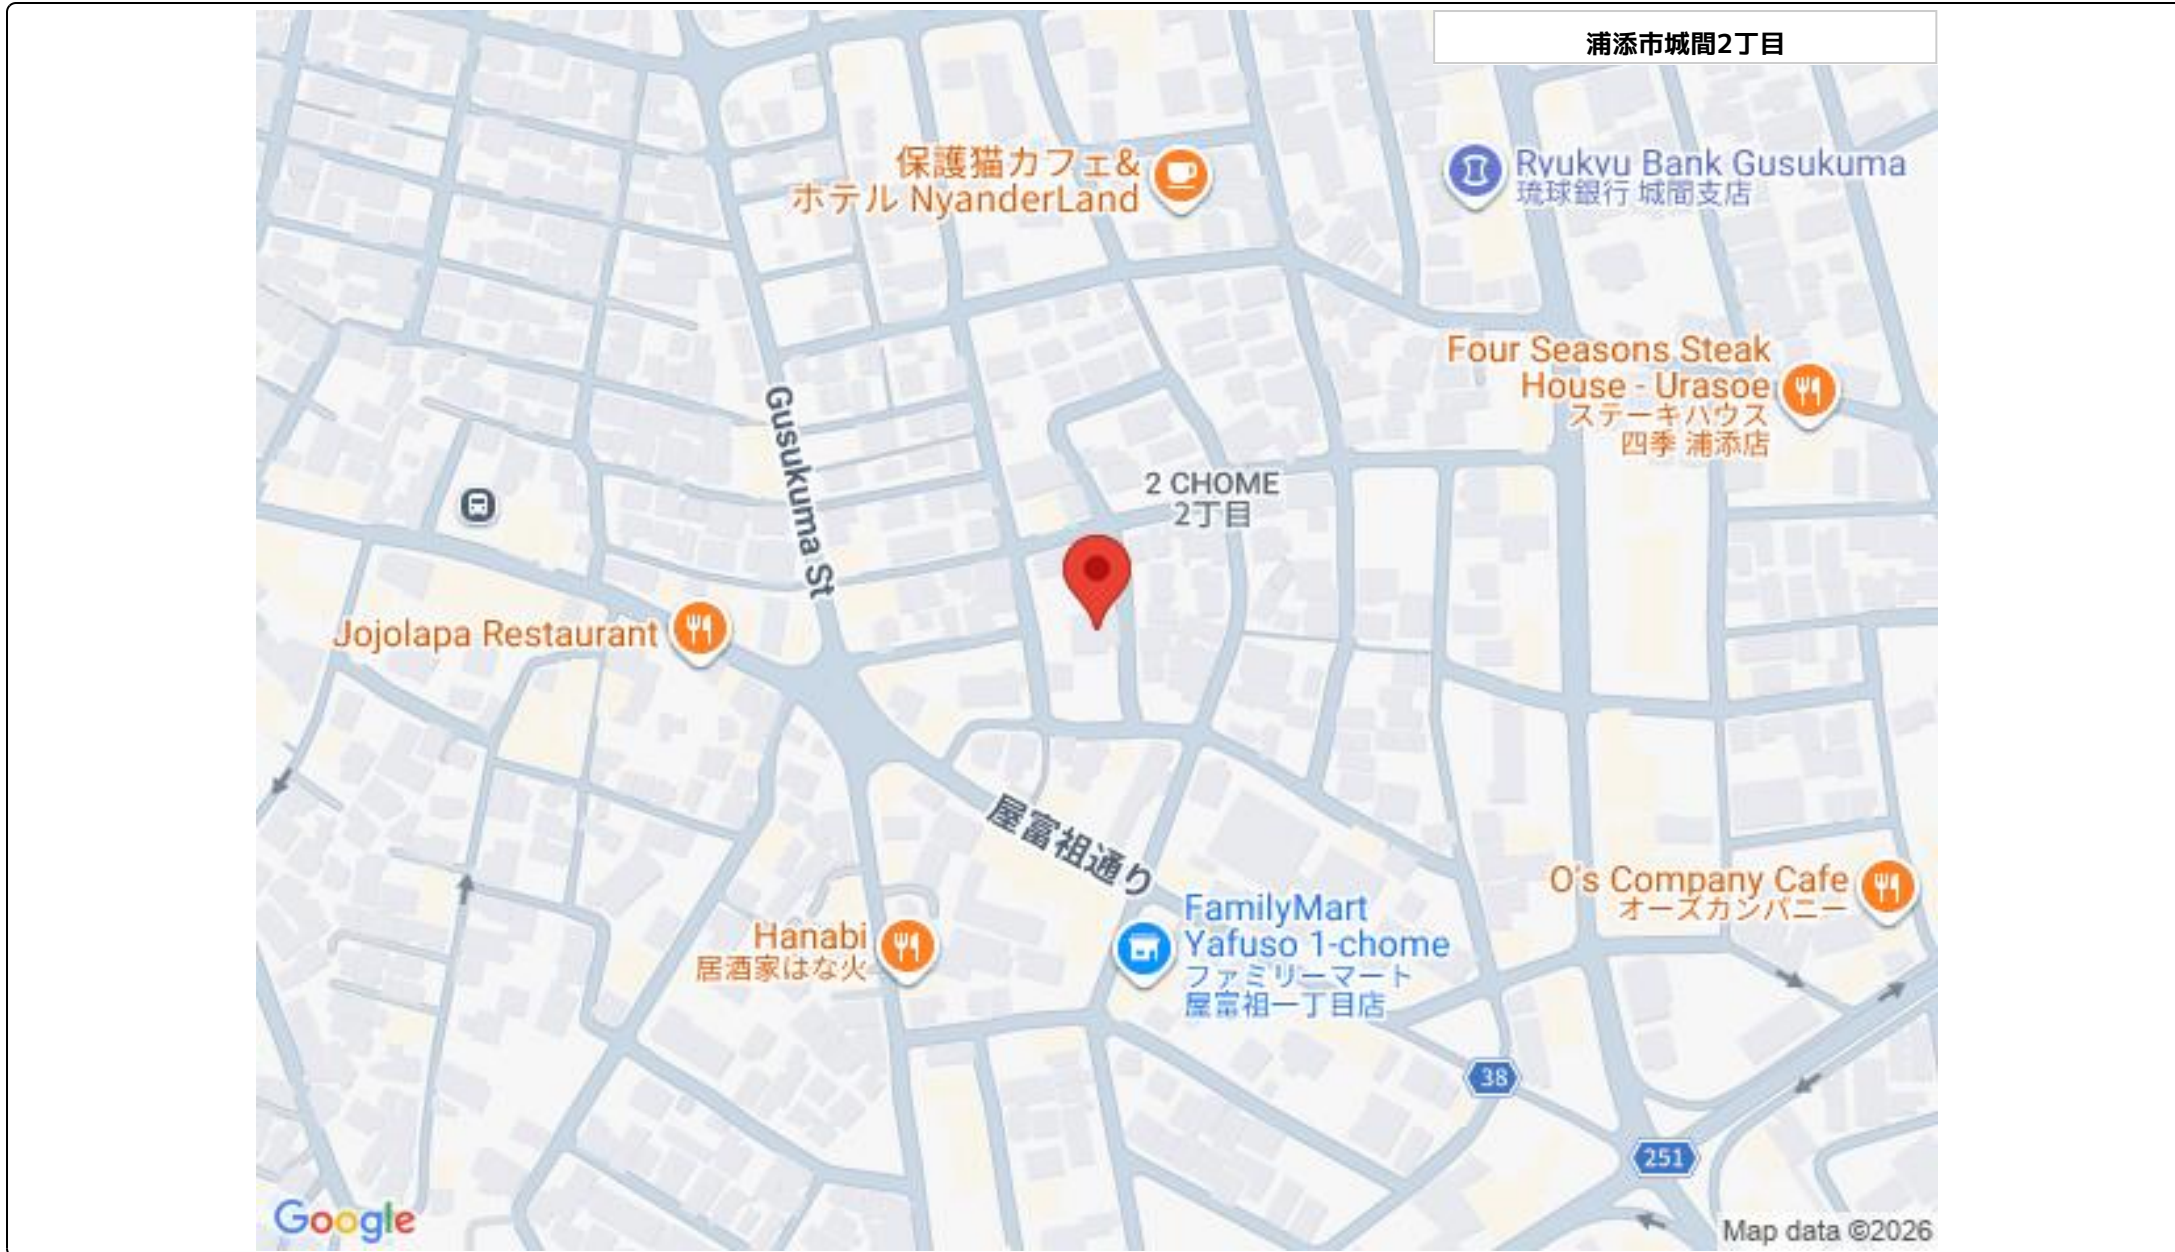 浦添市城間2丁目
保護猫カフェ&
ホテル NyanderLand
Ryukyu Bank Gusukuma
琉球銀行 城間支店
Four Seasons Steak
House - Urasoe
ステーキハウス
四季 浦添店
Gusukuma St
2 CHOME
2丁目
Jojolapa Restaurant
屋富祖通り
O's Company Cafe
オーズカンパニー
FamilyMart
Yafuso 1-chome
ファミリーマート
屋富祖一丁目店
Hanabi
居酒家はな火
38
251
Google
Map data ©2026